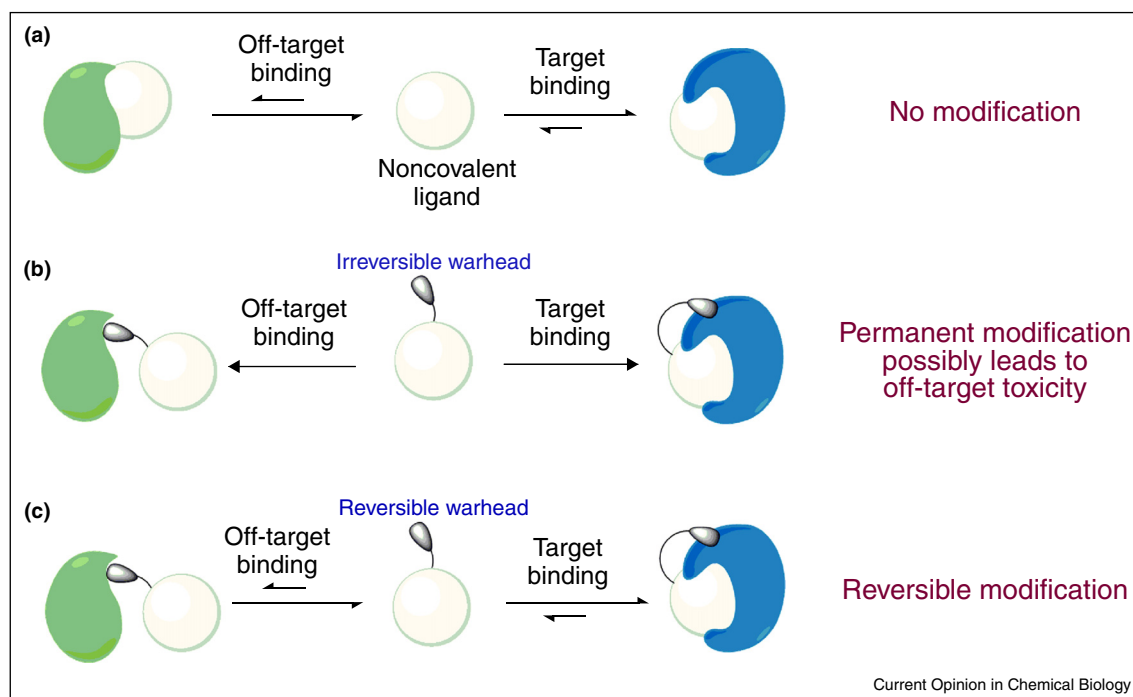 (a)
Off-target
binding
Target
binding
No modification
Noncovalent
ligand
(b)
Irreversible warhead
Off-target
binding
Target
binding
Permanent modification
possibly leads to
off-target toxicity
(c)
Reversible warhead
Off-target
binding
Target
binding
Reversible modification
Current Opinion in Chemical Biology